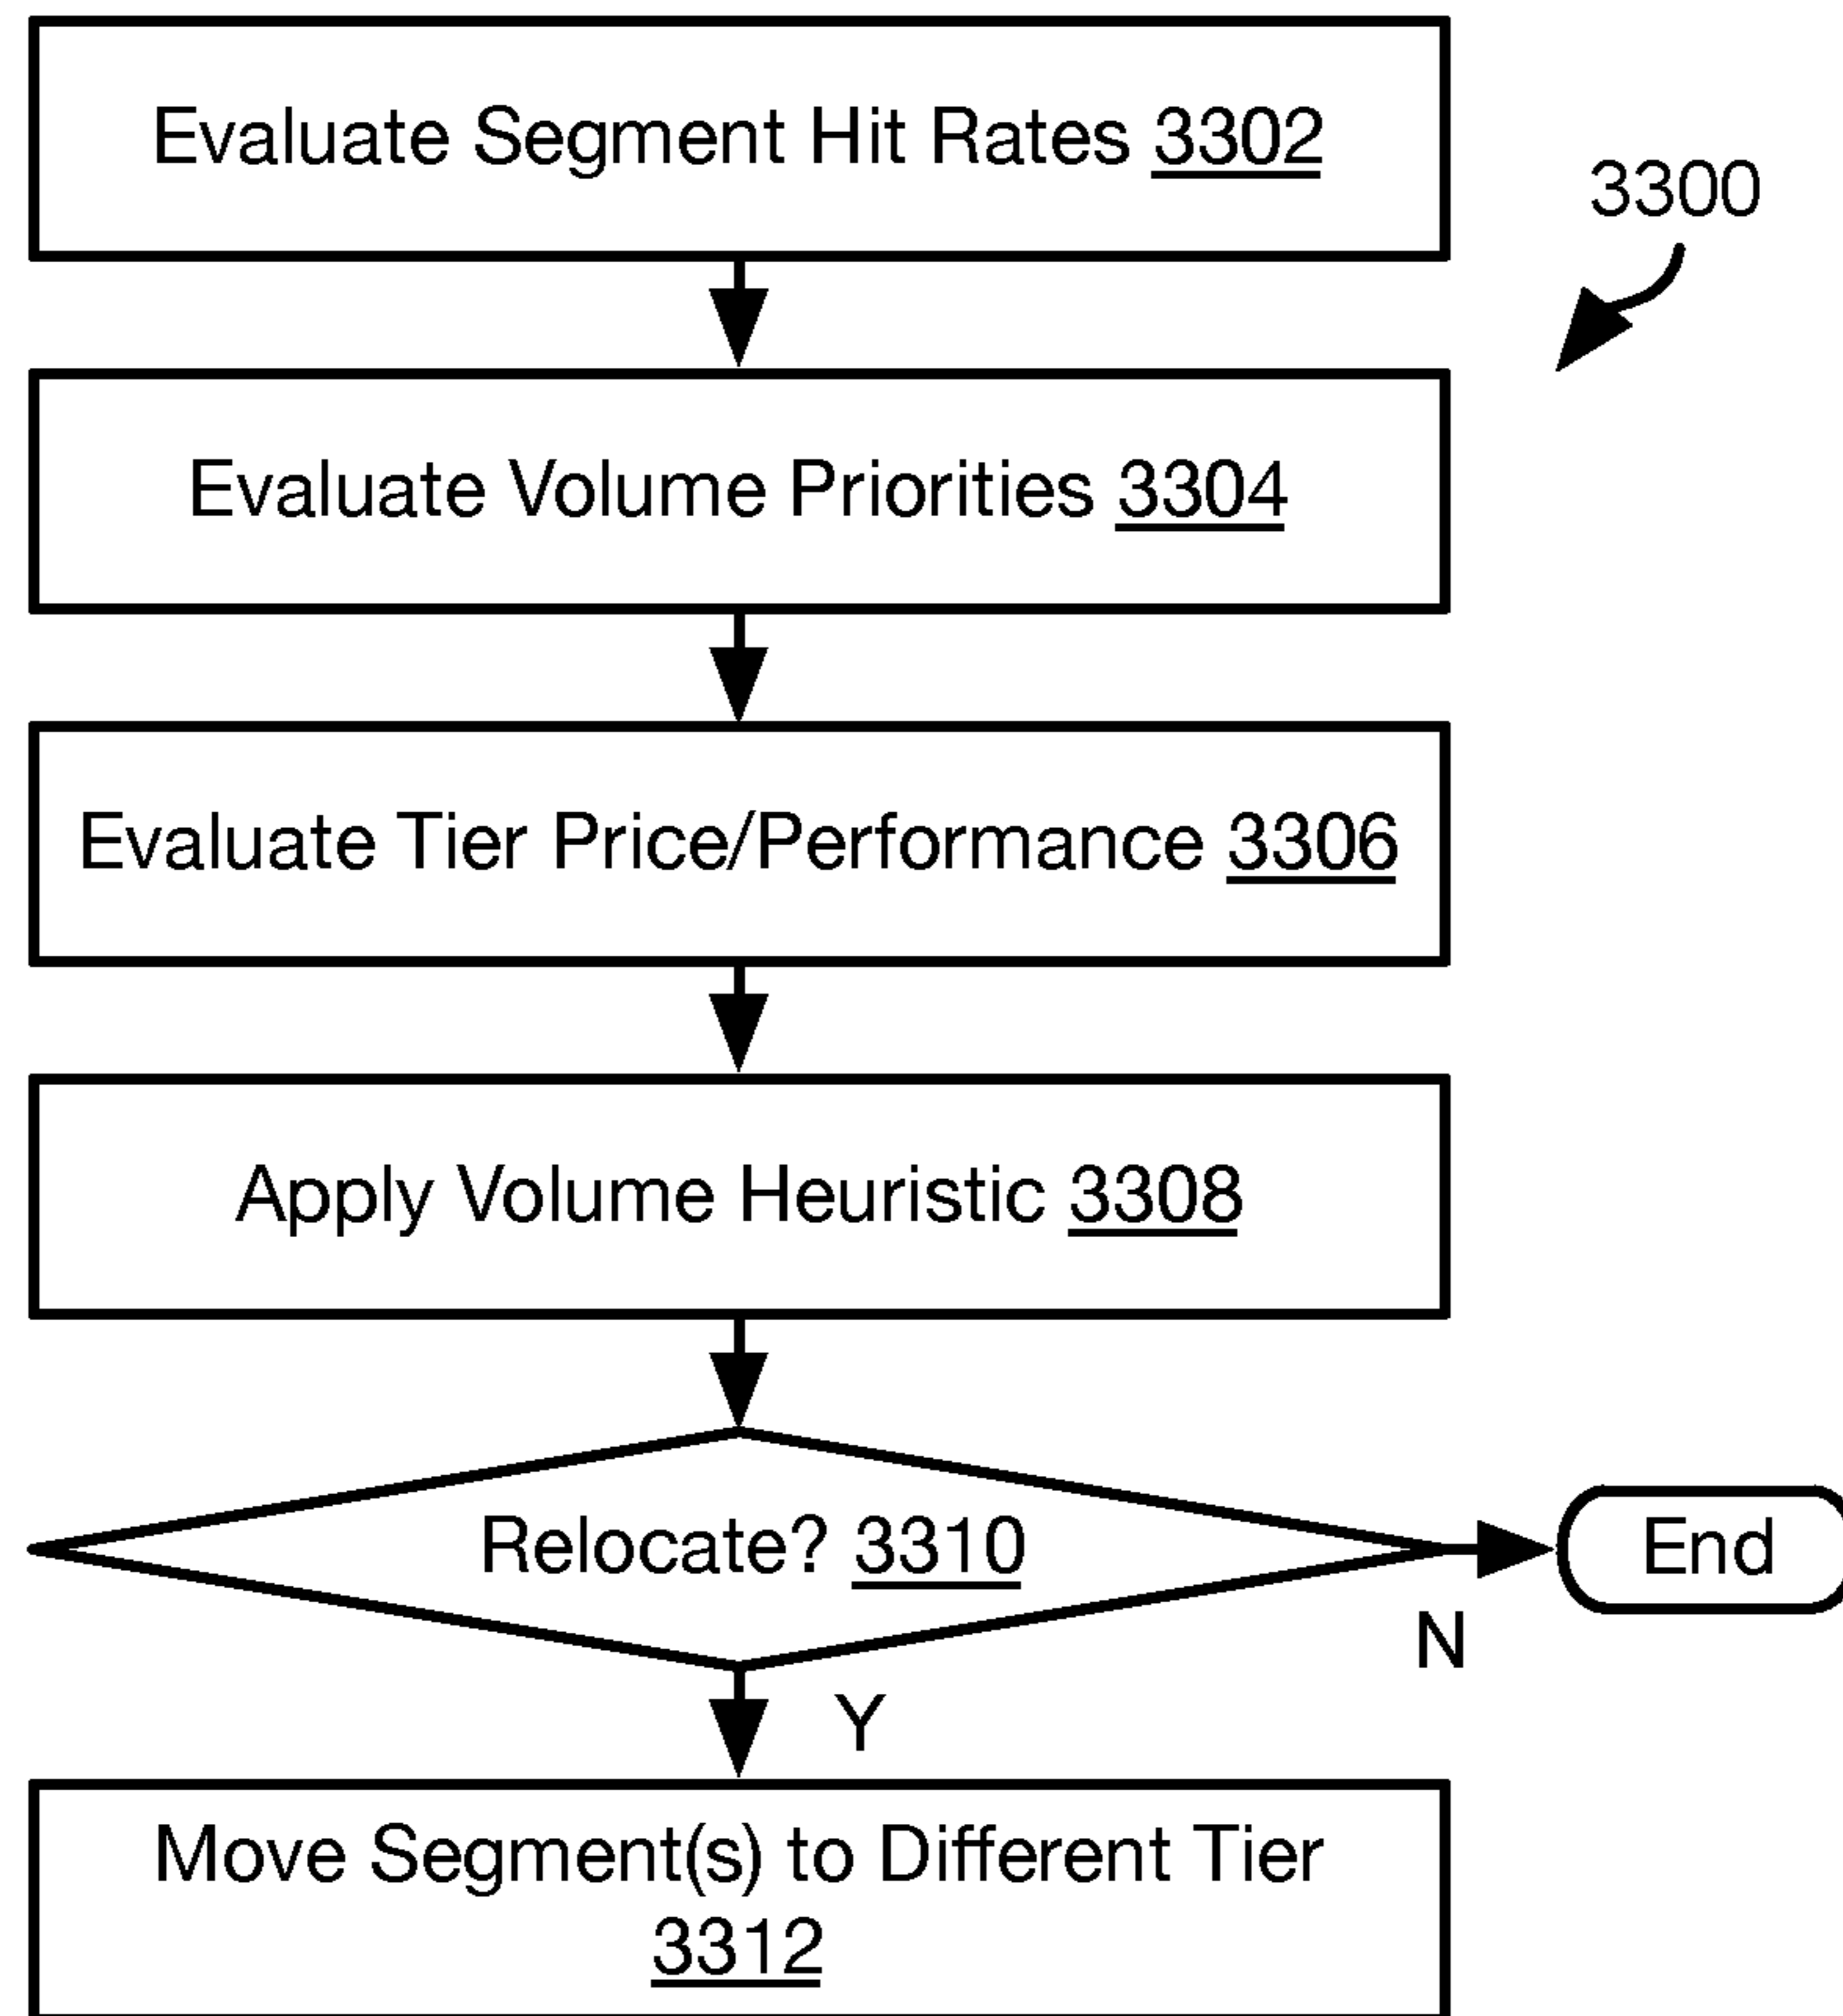 Evaluate Segment Hit Rates 3302
3300
Evaluate Volume Priorities 3304
Evaluate Tier Price/Performance 3306
Apply Volume Heuristic 3308
Relocate? 3310
End
N
Y
Move Segment(s) to Different Tier
3312